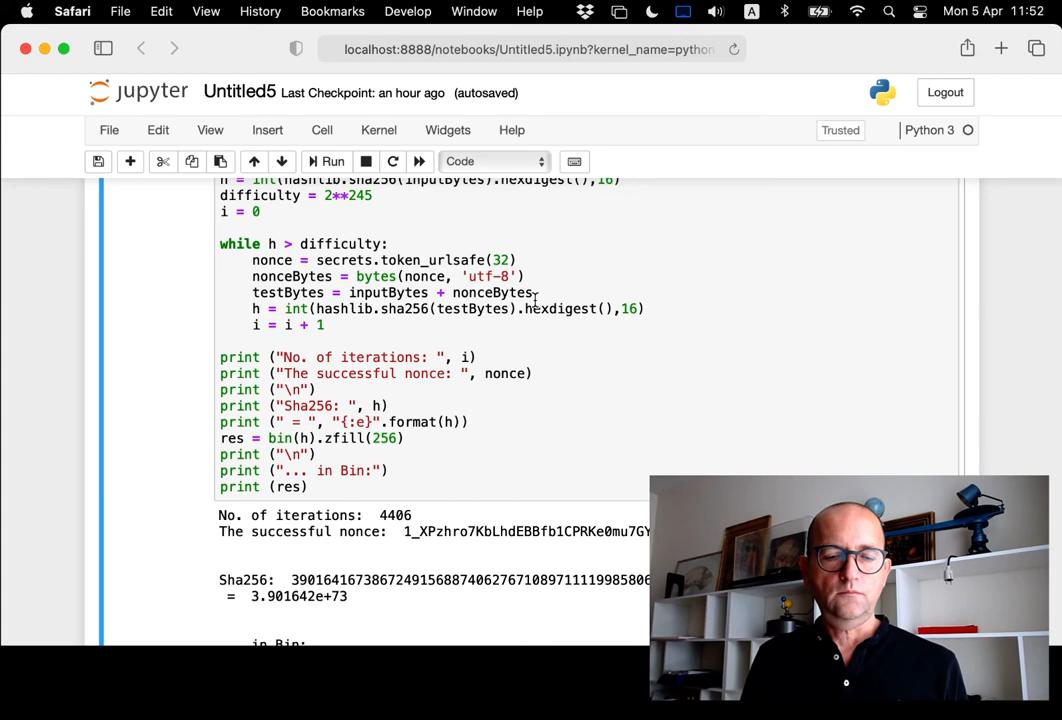 Safari File Edit View History Bookmarks Develop Window Help A Mon 5 Apr 11:52
localhost:8888/notebooks/Untitled5.ipynb?kernel_name=python
jupyter Untitled5 Last Checkpoint: an hour ago (autosaved) Logout
File Edit View Insert Cell Kernel Widgets Help Trusted Python 3
Run Code
h = int(hashlib.sha256(inputBytes).hexdigest(),16)
difficulty = 2**245
i = 0
while h > difficulty:
nonce = secrets.token_urlsafe(32)
nonceBytes = bytes(nonce, 'utf-8')
testBytes = inputBytes + nonceBytes
h = int(hashlib.sha256(testBytes).hexdigest(),16)
i = i + 1
print ("No. of iterations: ", i)
print ("The successful nonce: ", nonce)
print ("\n")
print ("Sha256: ", h)
print (" = ", "{:e}".format(h))
res = bin(h).zfill(256)
print ("\n")
print ("... in Bin:")
print (res)
No. of iterations: 4406
The successful nonce: 1_XPzhro7KbLhdEBBfb1CPRKe0mu7GY
Sha256: 39016416738672491568874062767108971111998580​6
= 3.901642e+73
in Bin: